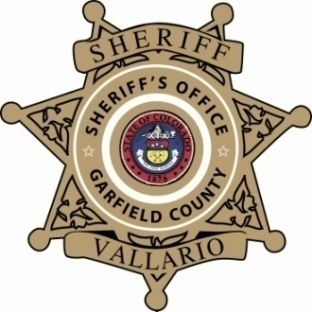 SHERIFF
SHERIFF'S OFFICE
STATE OF COLORADO
1876
GARFIELD COUNTY
VALLARIO